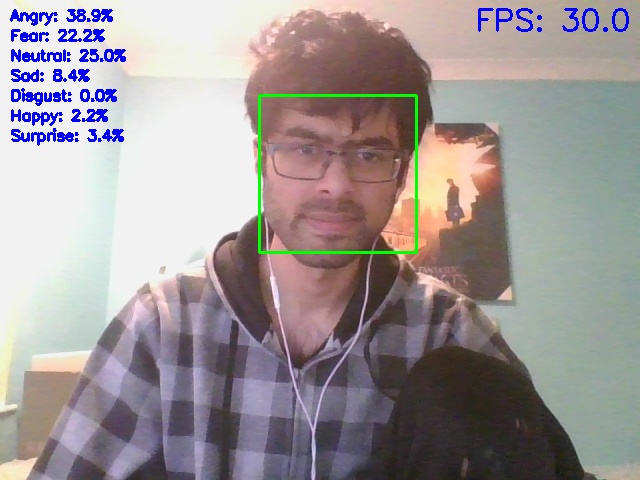 Angry: 38.9%
Fear: 22.2%
Neutral: 25.0%
Sad: 8.4%
Disgust: 0.0%
Happy: 2.2%
Surprise: 3.4%
FPS: 30.0
FANTASTIC